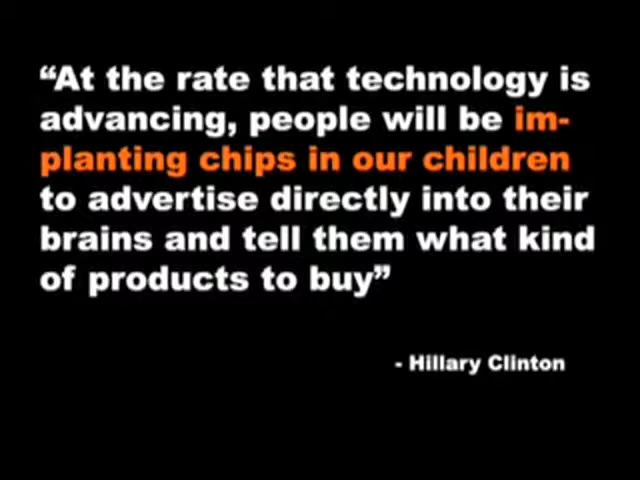 “At the rate that technology is
advancing, people will be im-
planting chips in our children
to advertise directly into their
brains and tell them what kind
of products to buy”
- Hillary Clinton